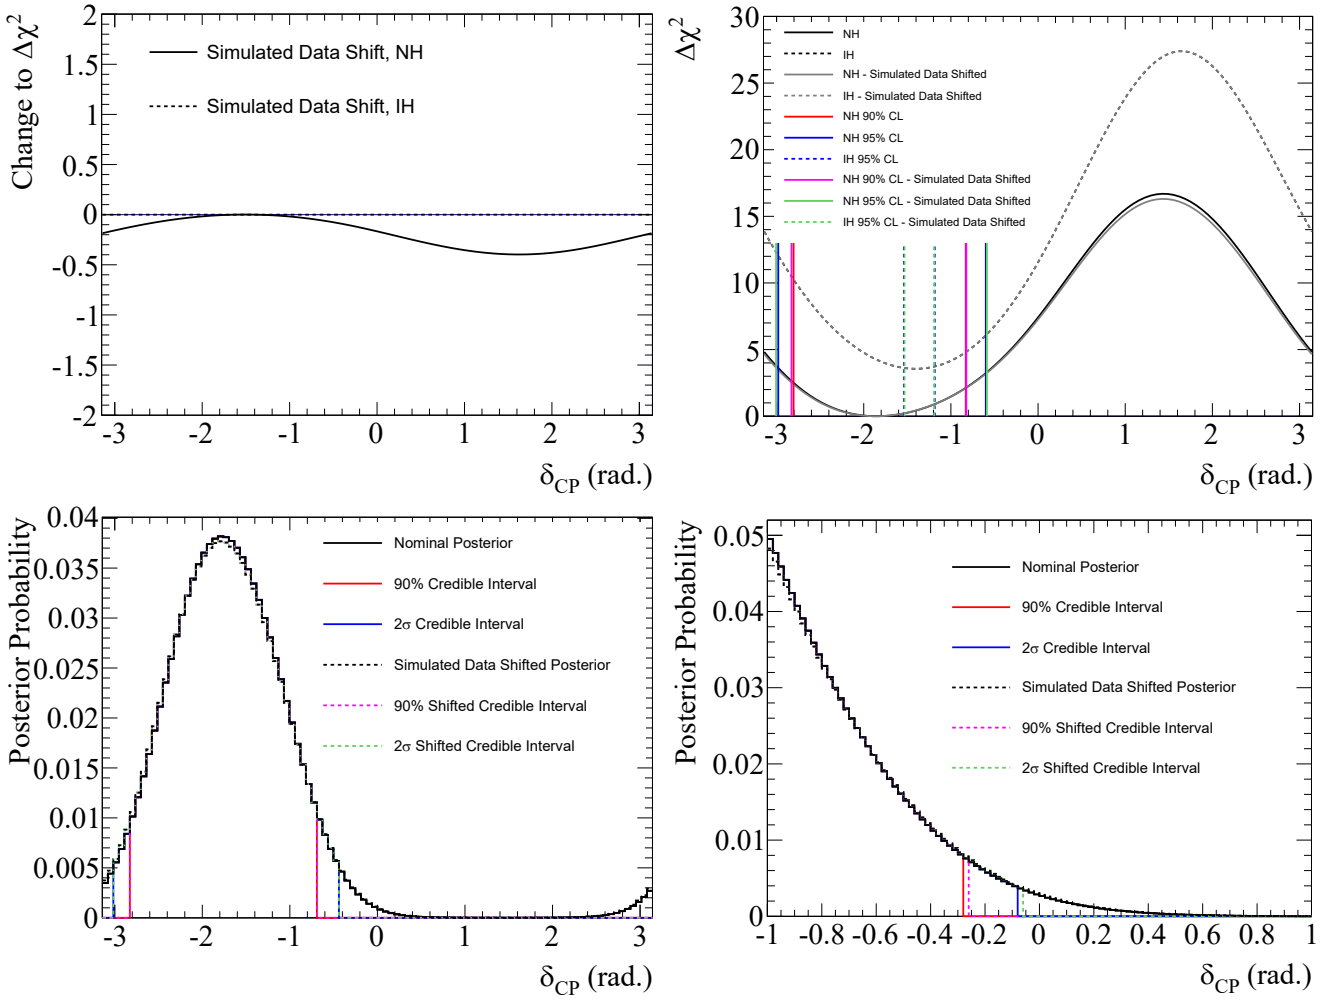 Change to Δχ²
2
1.5
1
0.5
0
-0.5
-1
-1.5
-2
Simulated Data Shift, NH
Simulated Data Shift, IH
-3 -2 -1 0 1 2 3
δCP (rad.)
Δχ²
30
25
20
15
10
5
0
NH
IH
NH - Simulated Data Shifted
IH - Simulated Data Shifted
NH 90% CL
NH 95% CL
IH 95% CL
NH 90% CL - Simulated Data Shifted
NH 95% CL - Simulated Data Shifted
IH 95% CL - Simulated Data Shifted
-3 -2 -1 0 1 2 3
δCP (rad.)
Posterior Probability
0.04
0.035
0.03
0.025
0.02
0.015
0.01
0.005
0
Nominal Posterior
90% Credible Interval
2σ Credible Interval
Simulated Data Shifted Posterior
90% Shifted Credible Interval
2σ Shifted Credible Interval
-3 -2 -1 0 1 2 3
δCP (rad.)
Posterior Probability
0.05
0.04
0.03
0.02
0.01
0
Nominal Posterior
90% Credible Interval
2σ Credible Interval
Simulated Data Shifted Posterior
90% Shifted Credible Interval
2σ Shifted Credible Interval
-1 -0.8 -0.6 -0.4 -0.2 0 0.2 0.4 0.6 0.8 1
δCP (rad.)